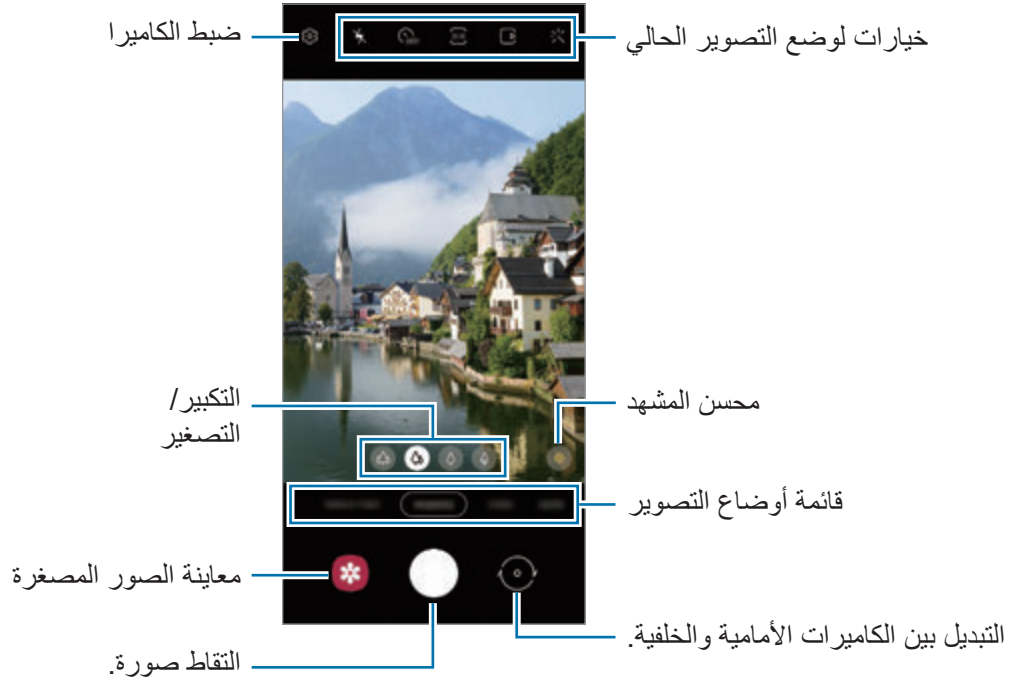 ضبط الكاميرا
خيارات لوضع التصوير الحالي
التكبير/
التصغير
محسن المشهد
قائمة أوضاع التصوير
معاينة الصور المصغرة
التبديل بين الكاميرات الأمامية والخلفية.
التقاط صورة.